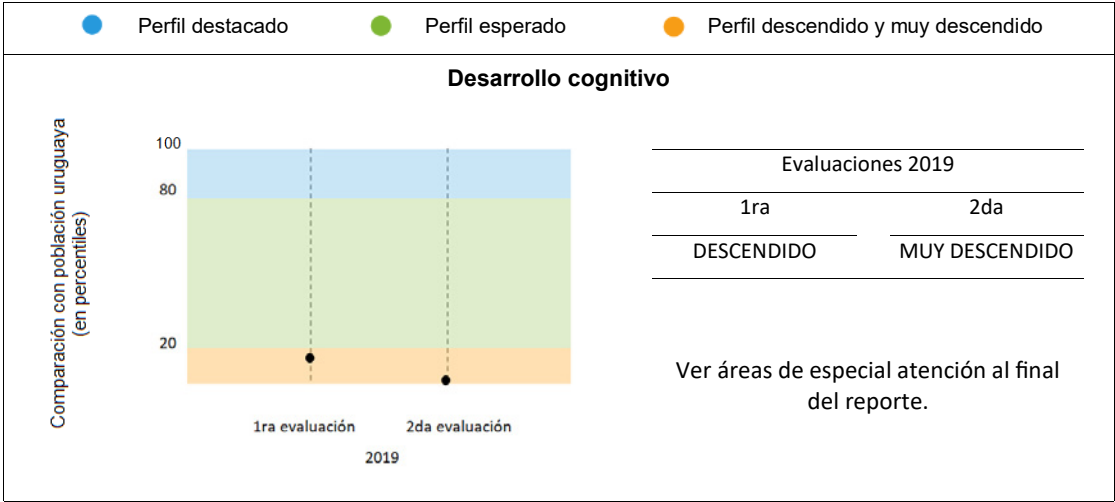 Perfil destacado
Perfil esperado
Perfil descendido y muy descendido
Desarrollo cognitivo
Comparación con población uruguaya
(en percentiles)
100
80
20
1ra evaluación
2da evaluación
2019
Evaluaciones 2019
1ra
2da
DESCENDIDO
MUY DESCENDIDO
Ver áreas de especial atención al final
del reporte.